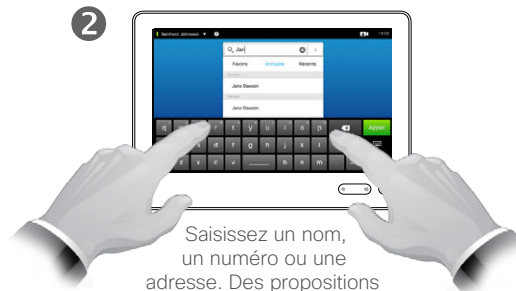 2
Jan
Favoris Annuaire Récents
Jane Dawson
Jane Dawson
q r t y u i o p Appel
d f g h j k l
c v b n m
Saisissez un nom,
un numéro ou une
adresse. Des propositions